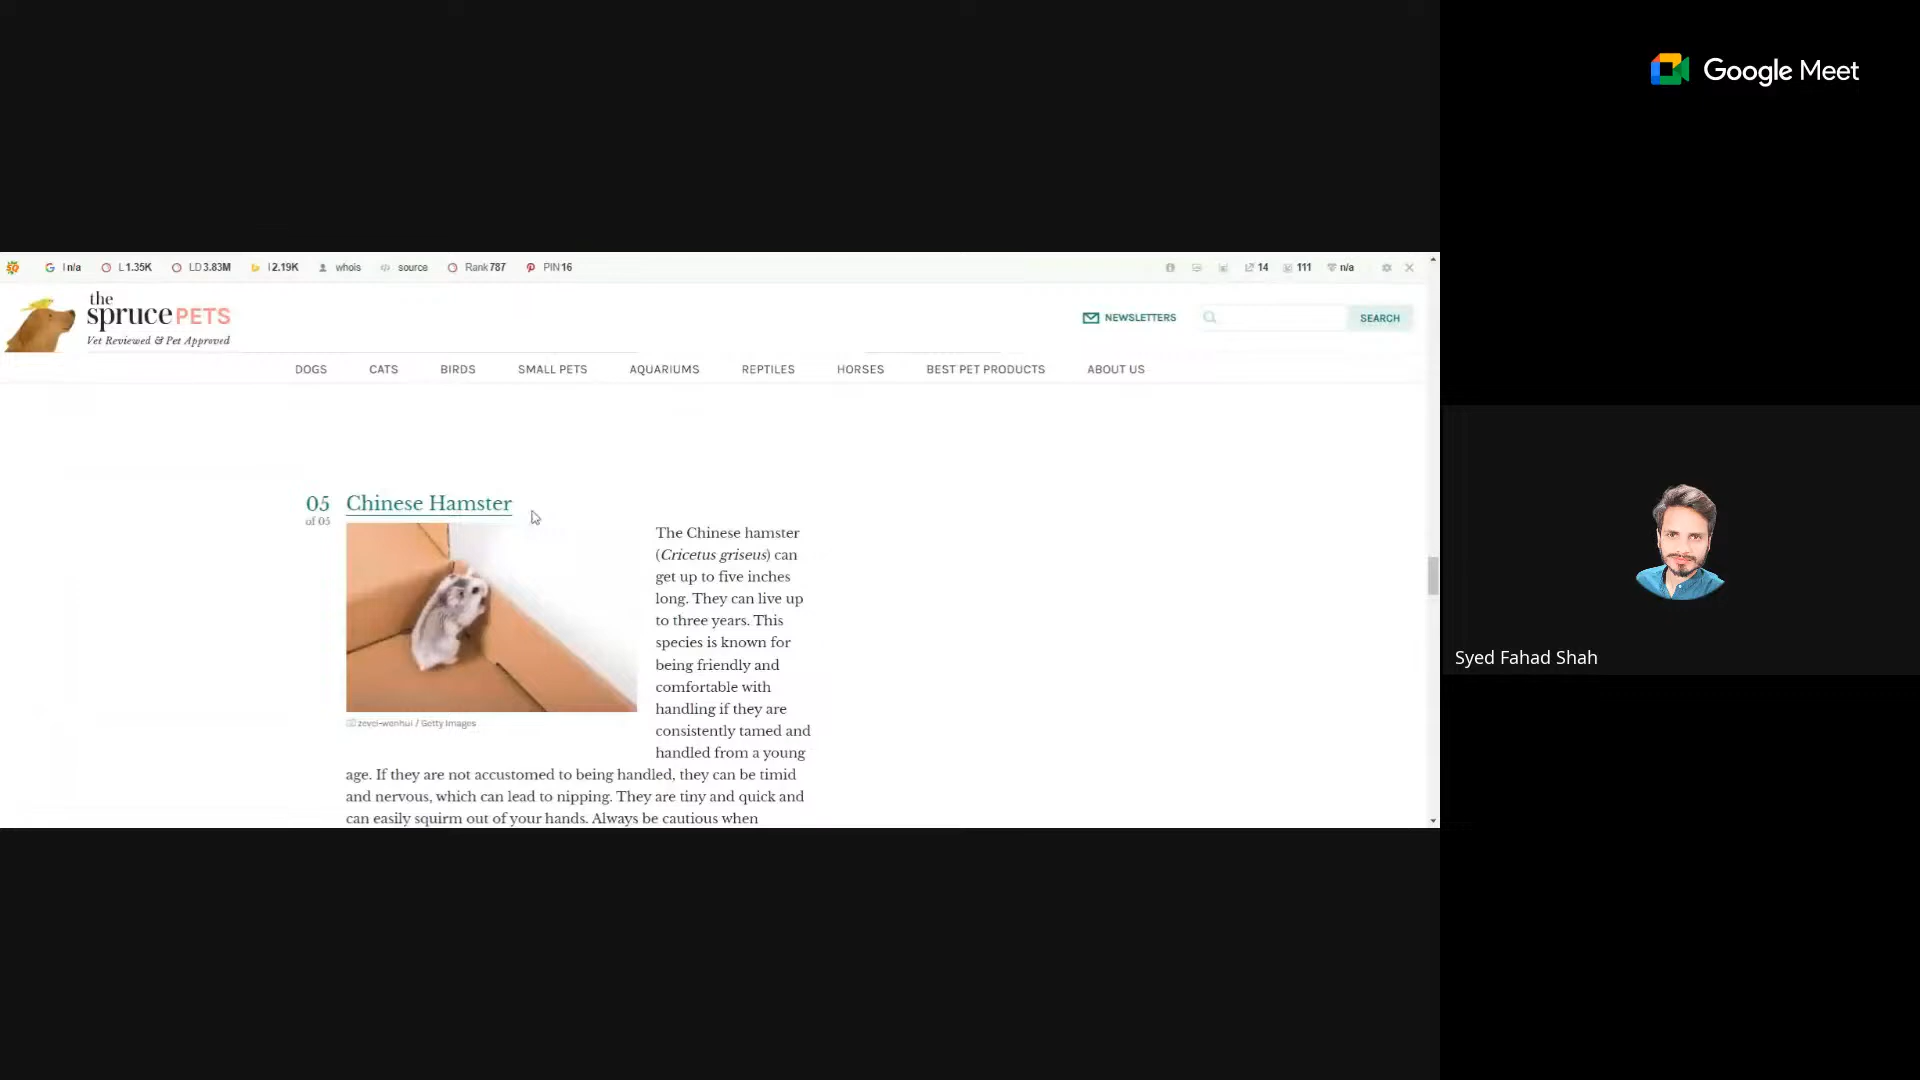 Google Meet
I n/a L 1.35K LD 3.83M I 2.19K whois source Rank 787 PIN 16 14 111 n/a
the
spruce PETS
Vet Reviewed & Pet Approved
NEWSLETTERS SEARCH
DOGS CATS BIRDS SMALL PETS AQUARIUMS REPTILES HORSES BEST PET PRODUCTS ABOUT US
05 Chinese Hamster
of 05
The Chinese hamster
(Cricetus griseus) can
get up to five inches
long. They can live up
to three years. This
species is known for
being friendly and
comfortable with
handling if they are
consistently tamed and
handled from a young
zevei-wenhui / Getty Images
age. If they are not accustomed to being handled, they can be timid
and nervous, which can lead to nipping. They are tiny and quick and
can easily squirm out of your hands. Always be cautious when
Syed Fahad Shah